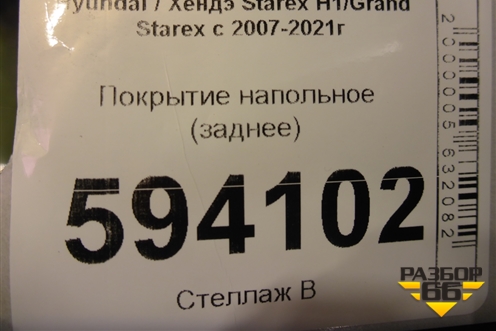 Hyundai / Хендэ Starex H1/Grand
Starex с 2007-2021г
Покрытие напольное
(заднее)
594102
Стеллаж В
2000005632082
РАЗБОР
66